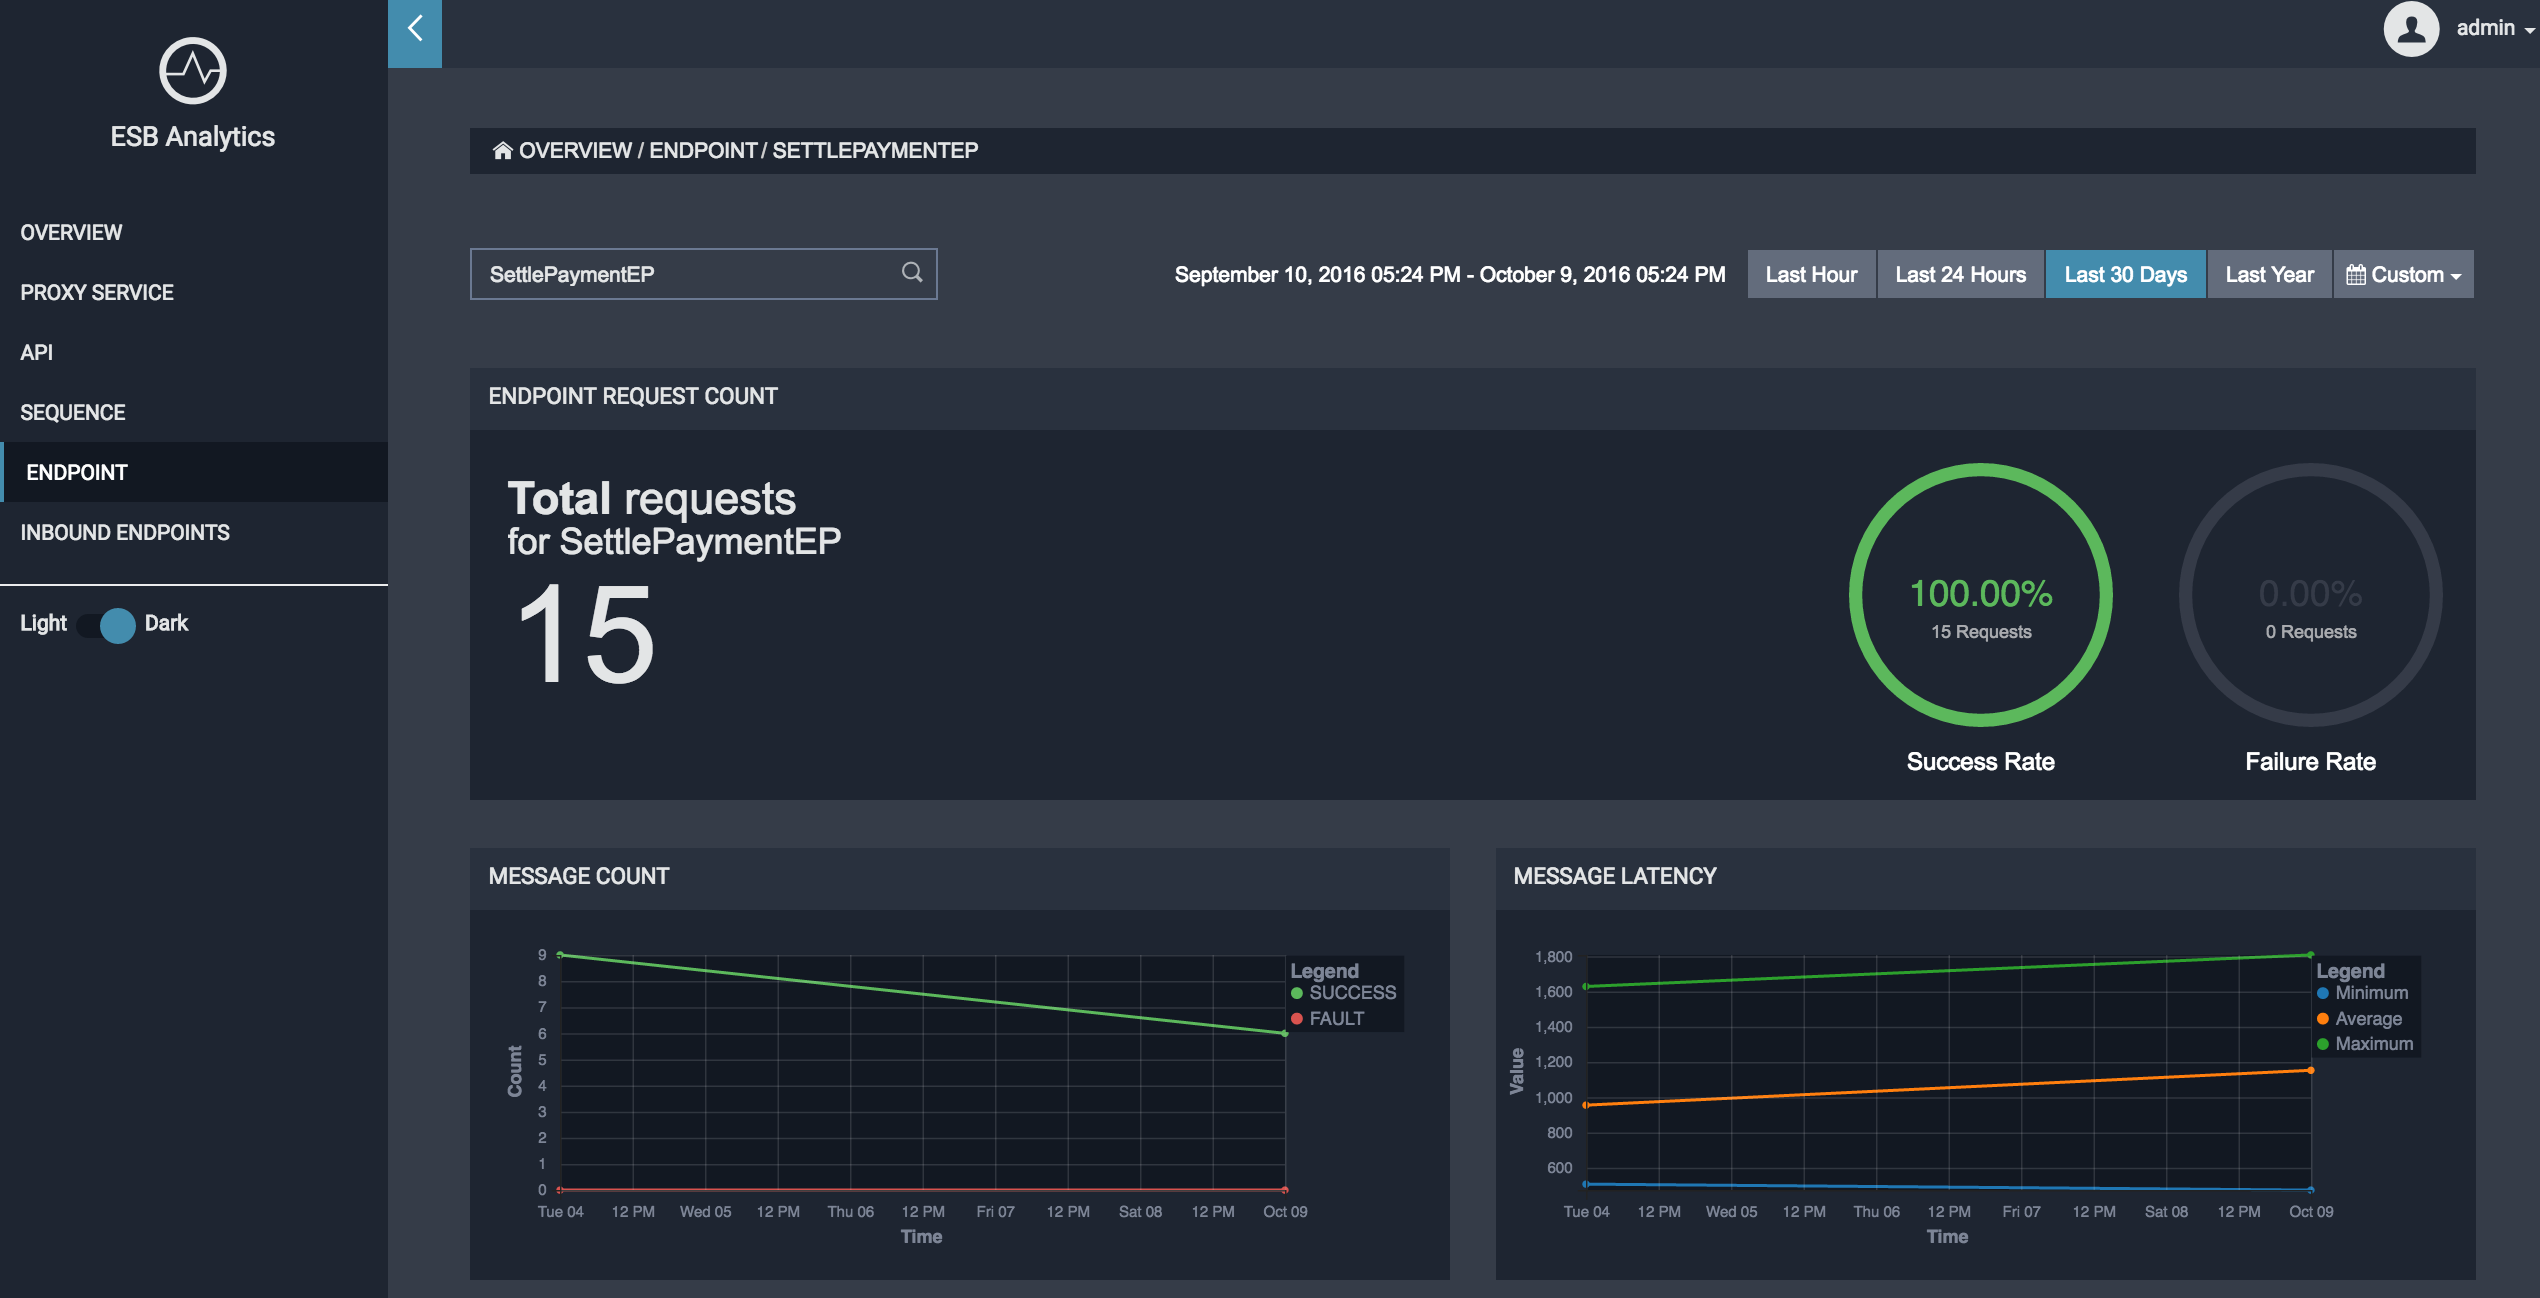 admin
ESB Analytics
OVERVIEW
PROXY SERVICE
API
SEQUENCE
ENDPOINT
INBOUND ENDPOINTS
Light Dark
OVERVIEW / ENDPOINT / SETTLEPAYMENTEP
SettlePaymentEP
September 10, 2016 05:24 PM - October 9, 2016 05:24 PM
Last Hour
Last 24 Hours
Last 30 Days
Last Year
Custom
ENDPOINT REQUEST COUNT
Total requests
for SettlePaymentEP
15
100.00%
15 Requests
Success Rate
0.00%
0 Requests
Failure Rate
MESSAGE COUNT
9
8
7
6
5
4
3
2
1
0
Count
Tue 04 12 PM Wed 05 12 PM Thu 06 12 PM Fri 07 12 PM Sat 08 12 PM Oct 09
Time
Legend
SUCCESS
FAULT
MESSAGE LATENCY
1,800
1,600
1,400
1,200
1,000
800
600
Value
Tue 04 12 PM Wed 05 12 PM Thu 06 12 PM Fri 07 12 PM Sat 08 12 PM Oct 09
Time
Legend
Minimum
Average
Maximum